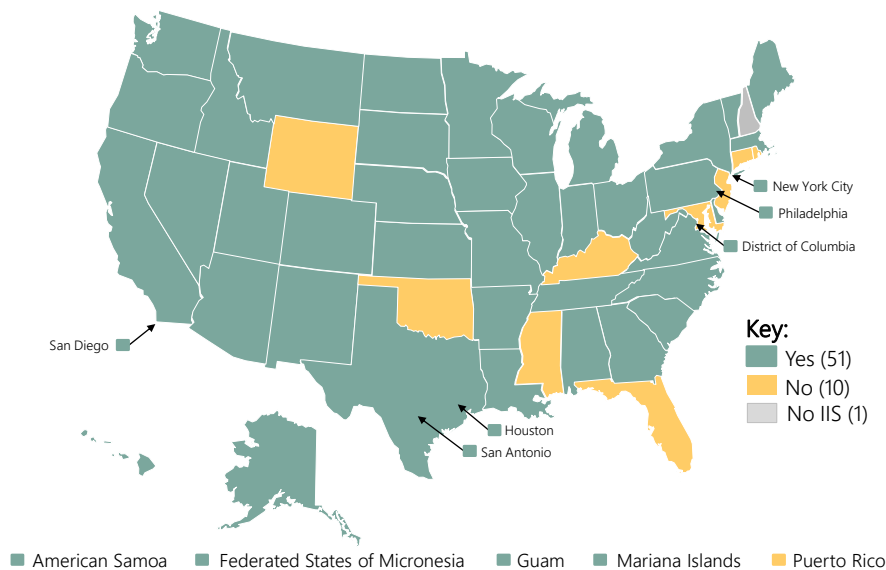 New York City
Philadelphia
District of Columbia
Key:
San Diego
Yes (51)
No (10)
No IIS (1)
Houston
San Antonio
American Samoa
Federated States of Micronesia
Guam
Mariana Islands
Puerto Rico